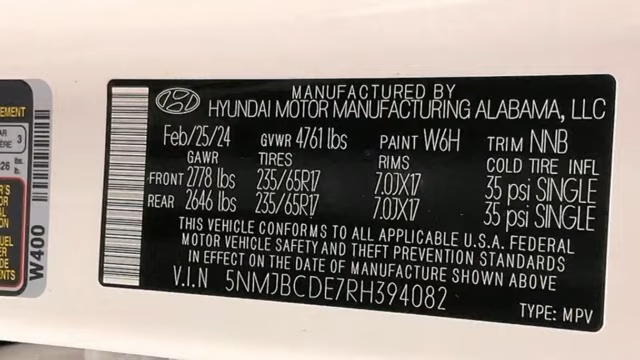 MANUFACTURED BY
HYUNDAI MOTOR MANUFACTURING ALABAMA, LLC
Feb/25/24 GVWR 4761 lbs PAINT W6H TRIM NNB
GAWR TIRES RIMS COLD TIRE INFL
FRONT 2778 lbs 235/65R17 7.0JX17 35 psi SINGLE
REAR 2646 lbs 235/65R17 7.0JX17 35 psi SINGLE
THIS VEHICLE CONFORMS TO ALL APPLICABLE U.S.A. FEDERAL
MOTOR VEHICLE SAFETY AND THEFT PREVENTION STANDARDS
IN EFFECT ON THE DATE OF MANUFACTURE SHOWN ABOVE
V.I.N 5NMJBCDE7RH394082
TYPE: MPV
W400
3
lbs.